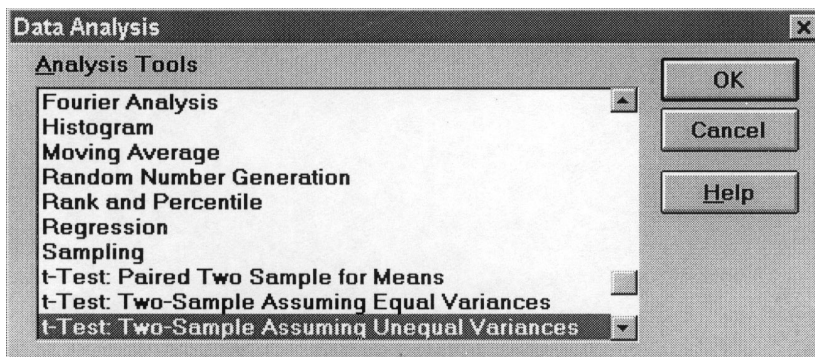 Data Analysis
Analysis Tools
Fourier Analysis
Histogram
Moving Average
Random Number Generation
Rank and Percentile
Regression
Sampling
t-Test: Paired Two Sample for Means
t-Test: Two-Sample Assuming Equal Variances
t-Test: Two-Sample Assuming Unequal Variances
OK
Cancel
Help